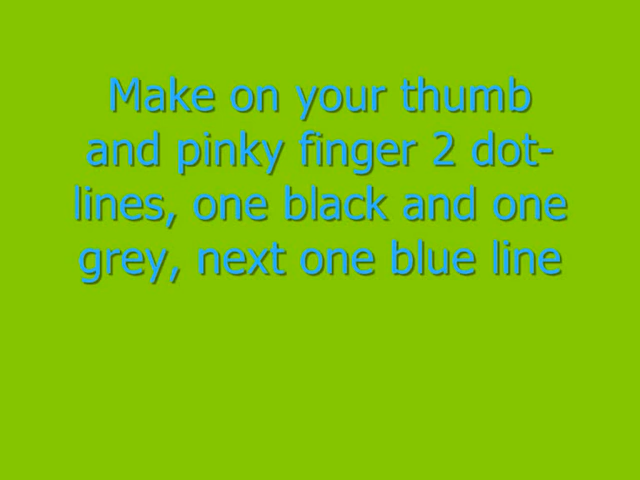 Make on your thumb
and pinky finger 2 dot-
lines, one black and one
grey, next one blue line